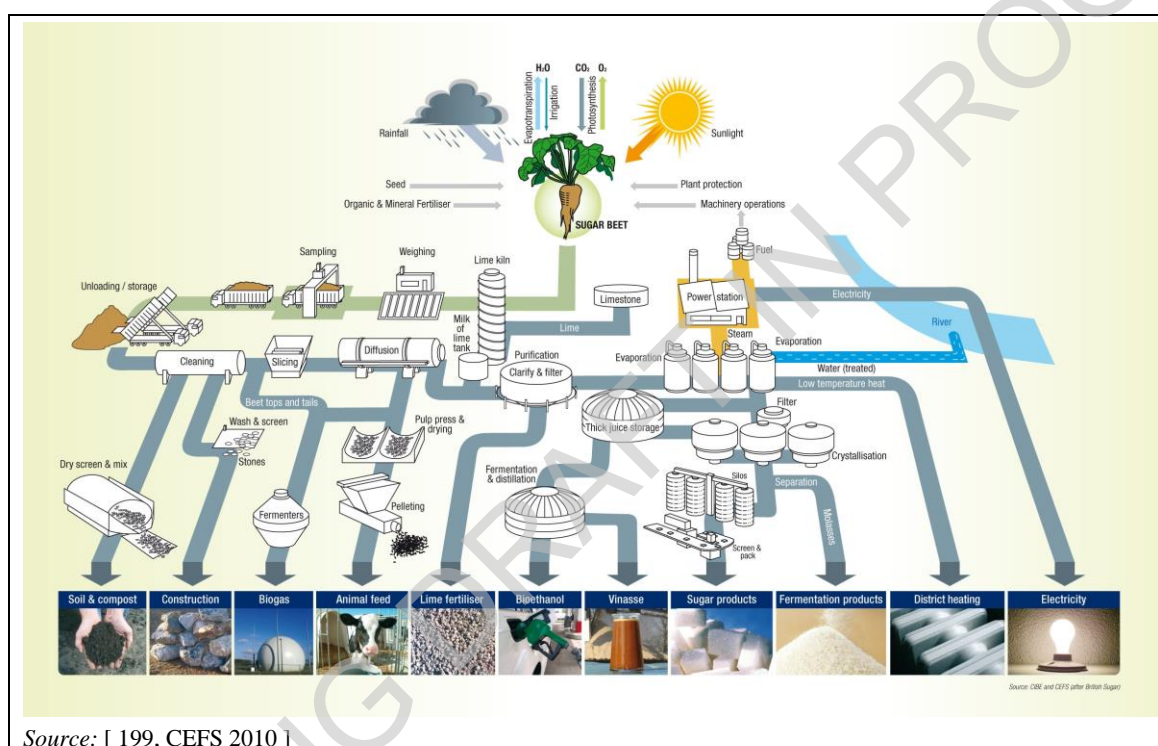 H₂O
CO₂ O₂
Evapotranspiration
Irrigation
Photosynthesis
Rainfall
Sunlight
Seed
Plant protection
Organic & Mineral Fertiliser
Machinery operations
SUGAR BEET
Fuel
Sampling
Weighing
Lime kiln
Unloading / storage
Limestone
Power station
Electricity
River
Milk
of
lime
tank
Lime
Steam
Cleaning
Slicing
Diffusion
Purification
Clarify & filter
Evaporation
Evaporation
Water (treated)
Low temperature heat
Beet tops and tails
Filter
Thick juice storage
Wash & screen
Pulp press &
drying
Crystallisation
Stones
Dry screen & mix
Fermentation
& distillation
Silos
Separation
Fermenters
Pelleting
Molasses
Screen &
pack
Soil & compost
Construction
Biogas
Animal feed
Lime fertiliser
Bioethanol
Vinasse
Sugar products
Fermentation products
District heating
Electricity
Source: CIBE and CEFS (after British Sugar)
Source: [ 199, CEFS 2010 ]